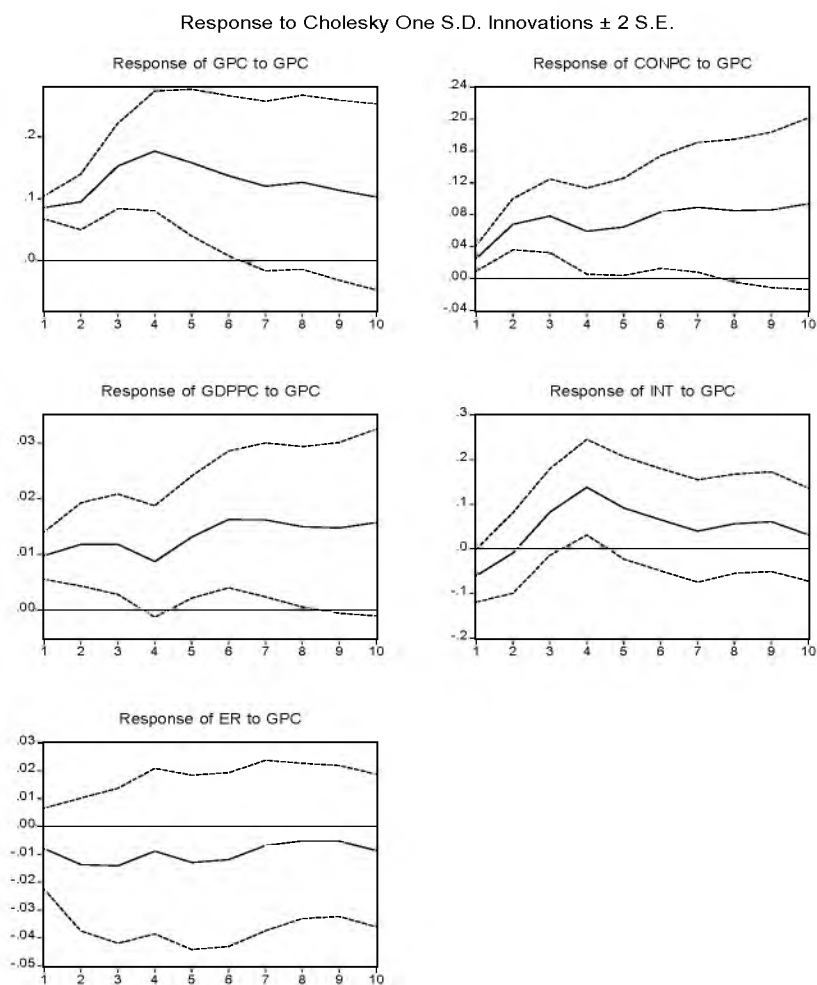 Response to Cholesky One S.D. Innovations ± 2 S.E.
Response of GPC to GPC
.2
.1
.0
1 2 3 4 5 6 7 8 9 10
Response of CONPC to GPC
.24
.20
.16
.12
.08
.04
.00
-.04
1 2 3 4 5 6 7 8 9 10
Response of GDPPC to GPC
.03
.02
.01
.00
1 2 3 4 5 6 7 8 9 10
Response of INT to GPC
.3
.2
.1
.0
-.1
-.2
1 2 3 4 5 6 7 8 9 10
Response of ER to GPC
.03
.02
.01
.00
-.01
-.02
-.03
-.04
-.05
1 2 3 4 5 6 7 8 9 10